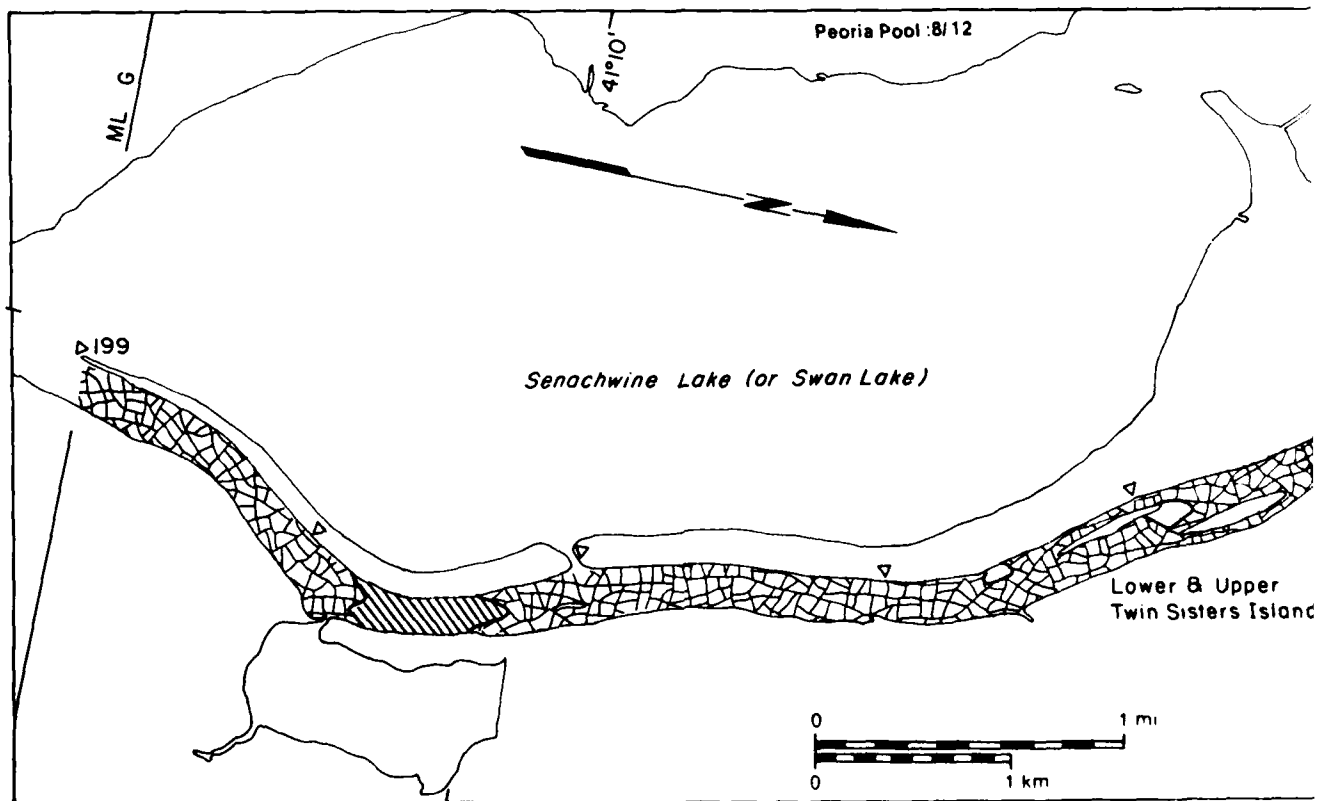 Peoria Pool :8/12
ML G
41°10'
N
199
Senachwine Lake (or Swan Lake)
Lower & Upper
Twin Sisters Island
0 1 mi
0 1 km